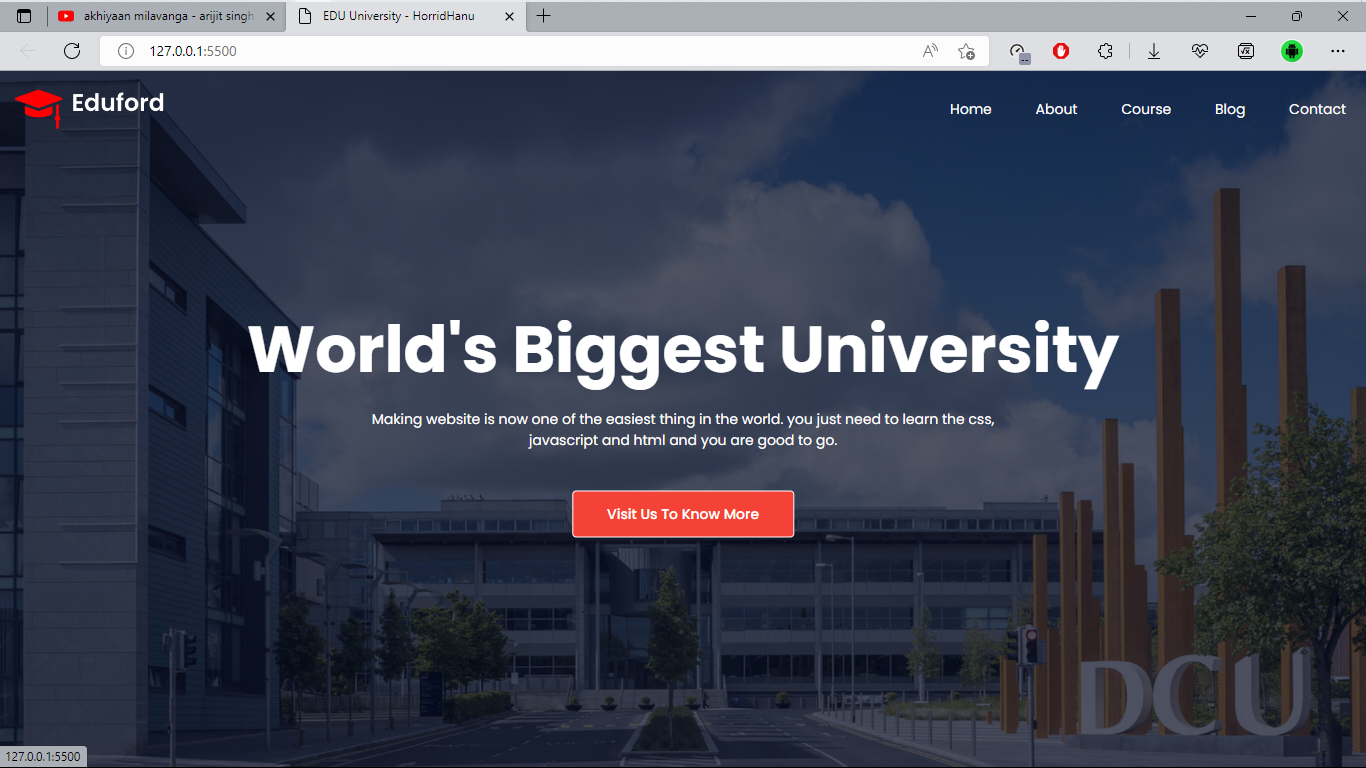 akhiyaan milavanga - arijit singh
EDU University - HorridHanu
127.0.0.1:5500
Eduford
Home About Course Blog Contact
World's Biggest University
Making website is now one of the easiest thing in the world. you just need to learn the css,
javascript and html and you are good to go.
Visit Us To Know More
DCU
127.0.0.1:5500